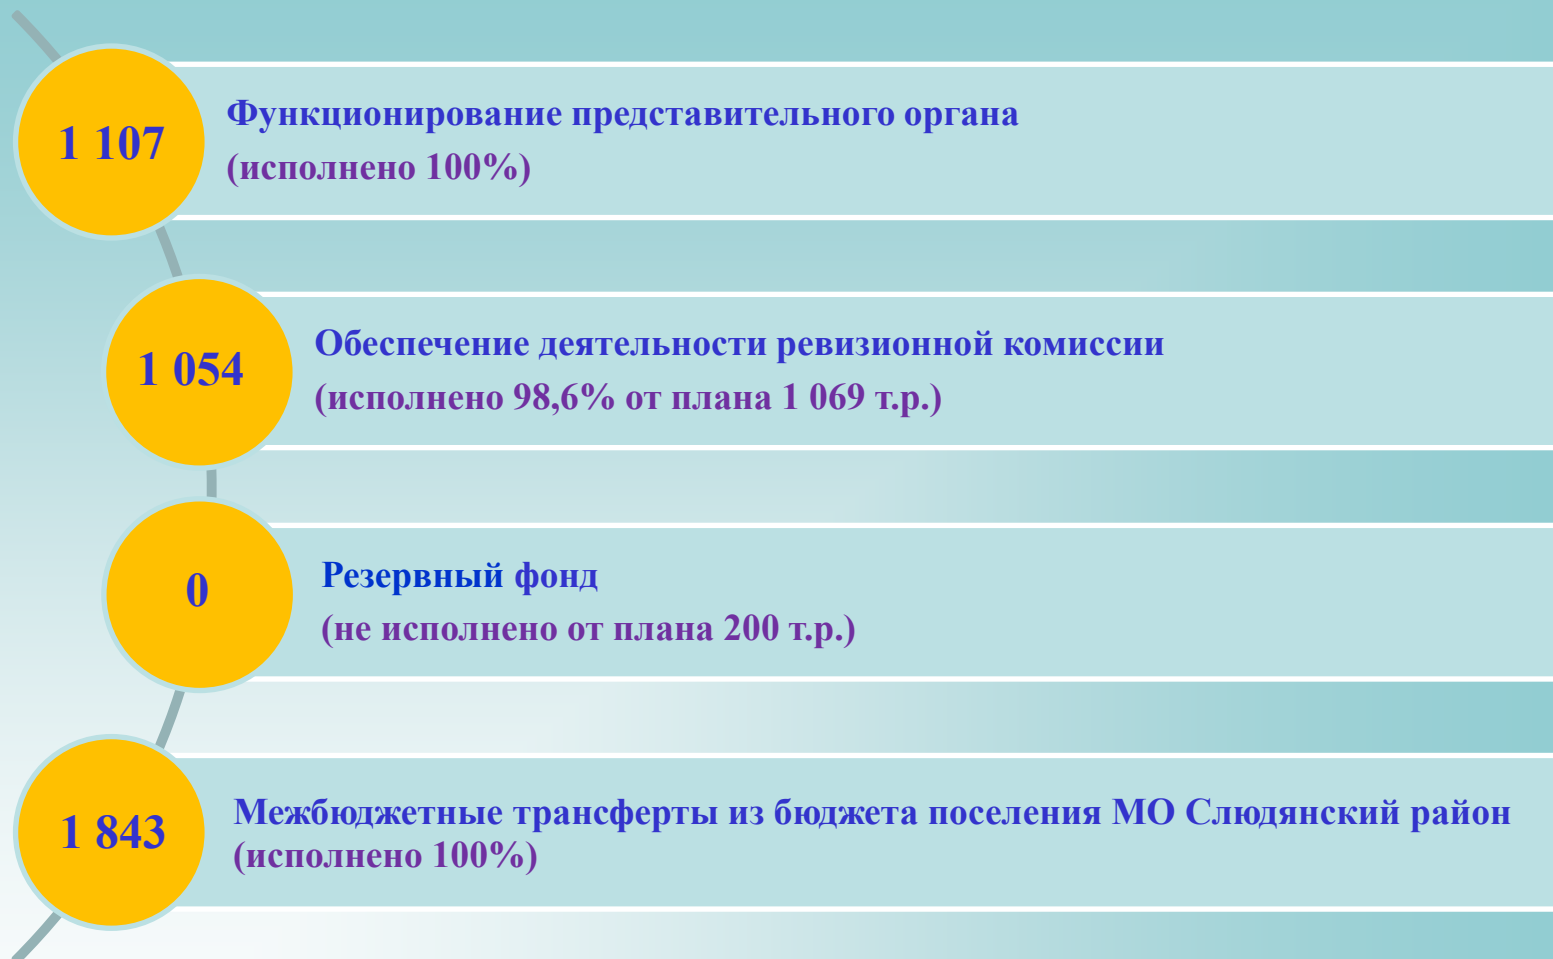 1 107
Функционирование представительного органа
(исполнено 100%)
1 054
Обеспечение деятельности ревизионной комиссии
(исполнено 98,6% от плана 1 069 т.р.)
0
Резервный фонд
(не исполнено от плана 200 т.р.)
1 843
Межбюджетные трансферты из бюджета поселения МО Слюдянский район
(исполнено 100%)